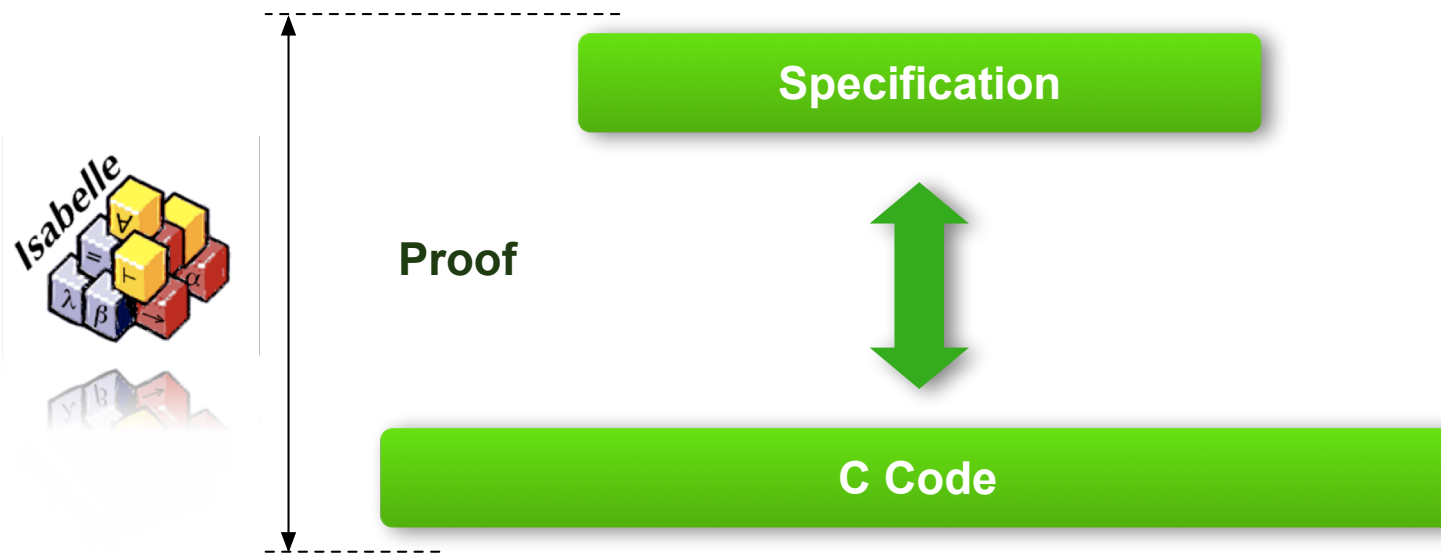 Specification
Isabelle
∀
=
⊢
α
λ
β
→
Proof
C Code